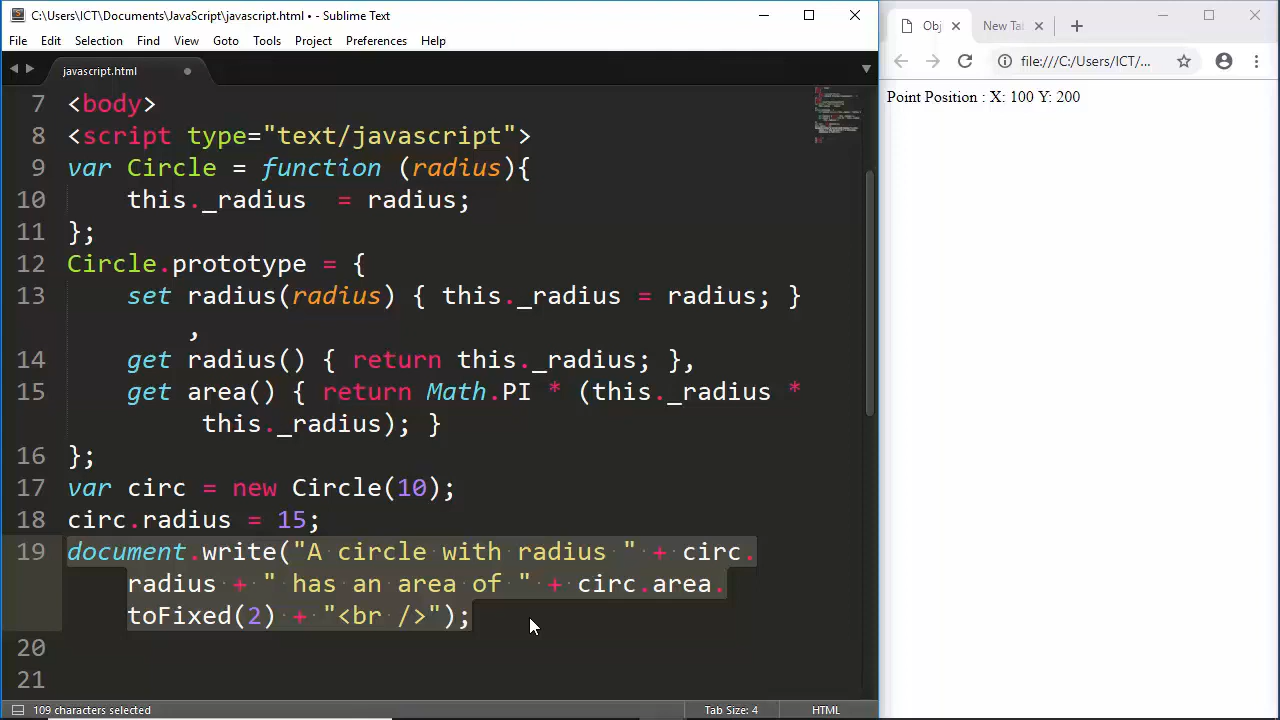 C:\Users\ICT\Documents\JavaScript\javascript.html • - Sublime Text
File Edit Selection Find View Goto Tools Project Preferences Help
javascript.html
7 <body>
8 <script type="text/javascript">
9 var Circle = function (radius){
10 this._radius  = radius;
11 };
12 Circle.prototype = {
13 set radius(radius) { this._radius = radius; }
,
14 get radius() { return this._radius; },
15 get area() { return Math.PI * (this._radius *
this._radius); }
16 };
17 var circ = new Circle(10);
18 circ.radius = 15;
19 document.write("A circle with radius " + circ.
radius + " has an area of " + circ.area.
toFixed(2) + "<br />");
20
21
109 characters selected
Tab Size: 4
HTML
Obj
New Tal
file:///C:/Users/ICT/...
Point Position : X: 100 Y: 200